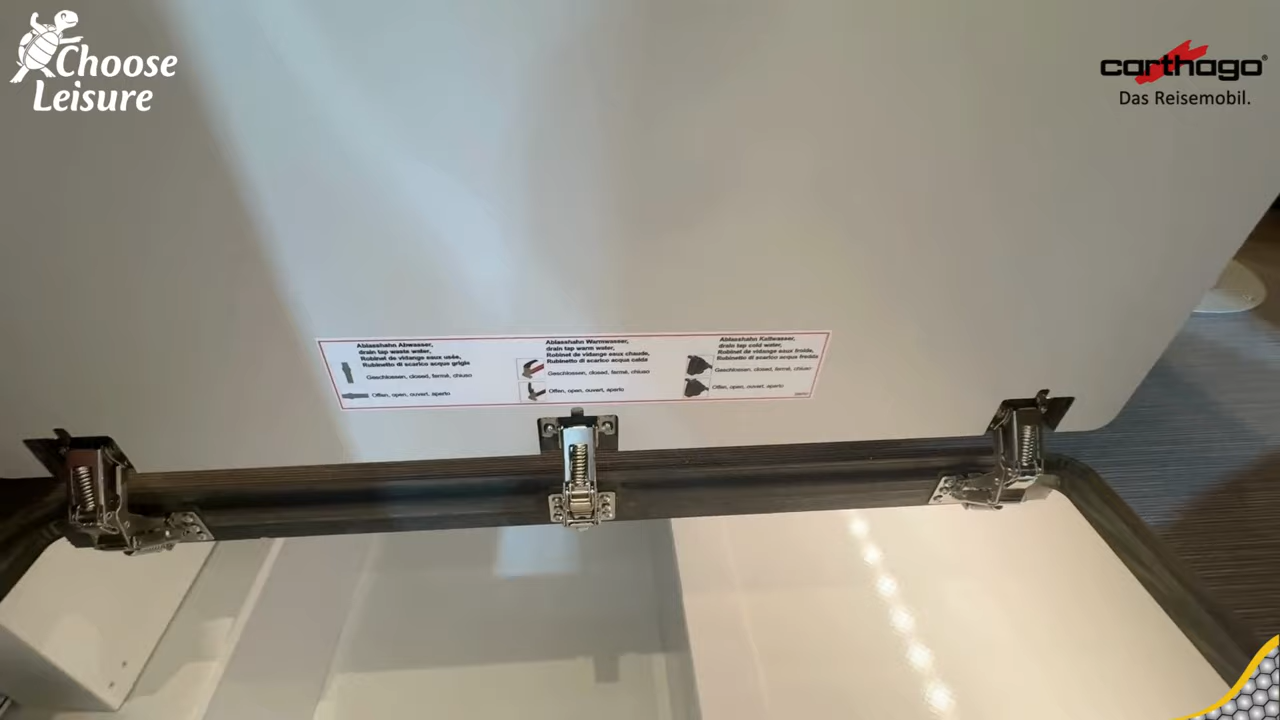 Choose
Leisure
carthago®
Das Reisemobil.
Ablasshahn Abwasser,
drain tap waste water,
Robinet de vidange eaux usée,
Rubinetto di scarico acqua grigie
Geschlossen, closed, fermé, chiuso
Offen, open, ouvert, aperto
Ablasshahn Warmwasser,
drain tap warm water,
Robinet de vidange eaux chaude,
Rubinetto di scarico acqua calda
Geschlossen, closed, fermé, chiuso
Offen, open, ouvert, aperto
Ablasshahn Kaltwasser,
drain tap cold water,
Robinet de vidange eaux froide,
Rubinetto di scarico acqua fredda
Geschlossen, closed, fermé, chiuso
Offen, open, ouvert, aperto